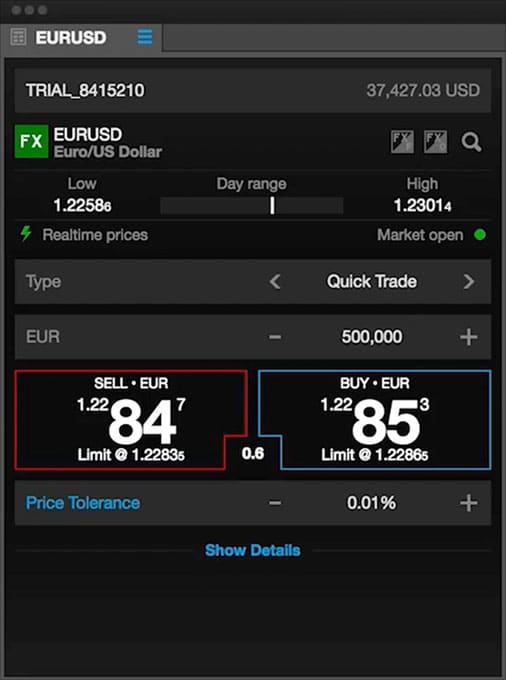 EURUSD
TRIAL_8415210 37,427.03 USD
FX EURUSD
Euro/US Dollar
Low Day range High
1.22586 1.23014
Realtime prices Market open
Type Quick Trade
EUR - 500,000 +
SELL • EUR BUY • EUR
1.22 84 7 1.22 85 3
Limit @ 1.22835 0.6 Limit @ 1.22865
Price Tolerance - 0.01% +
Show Details